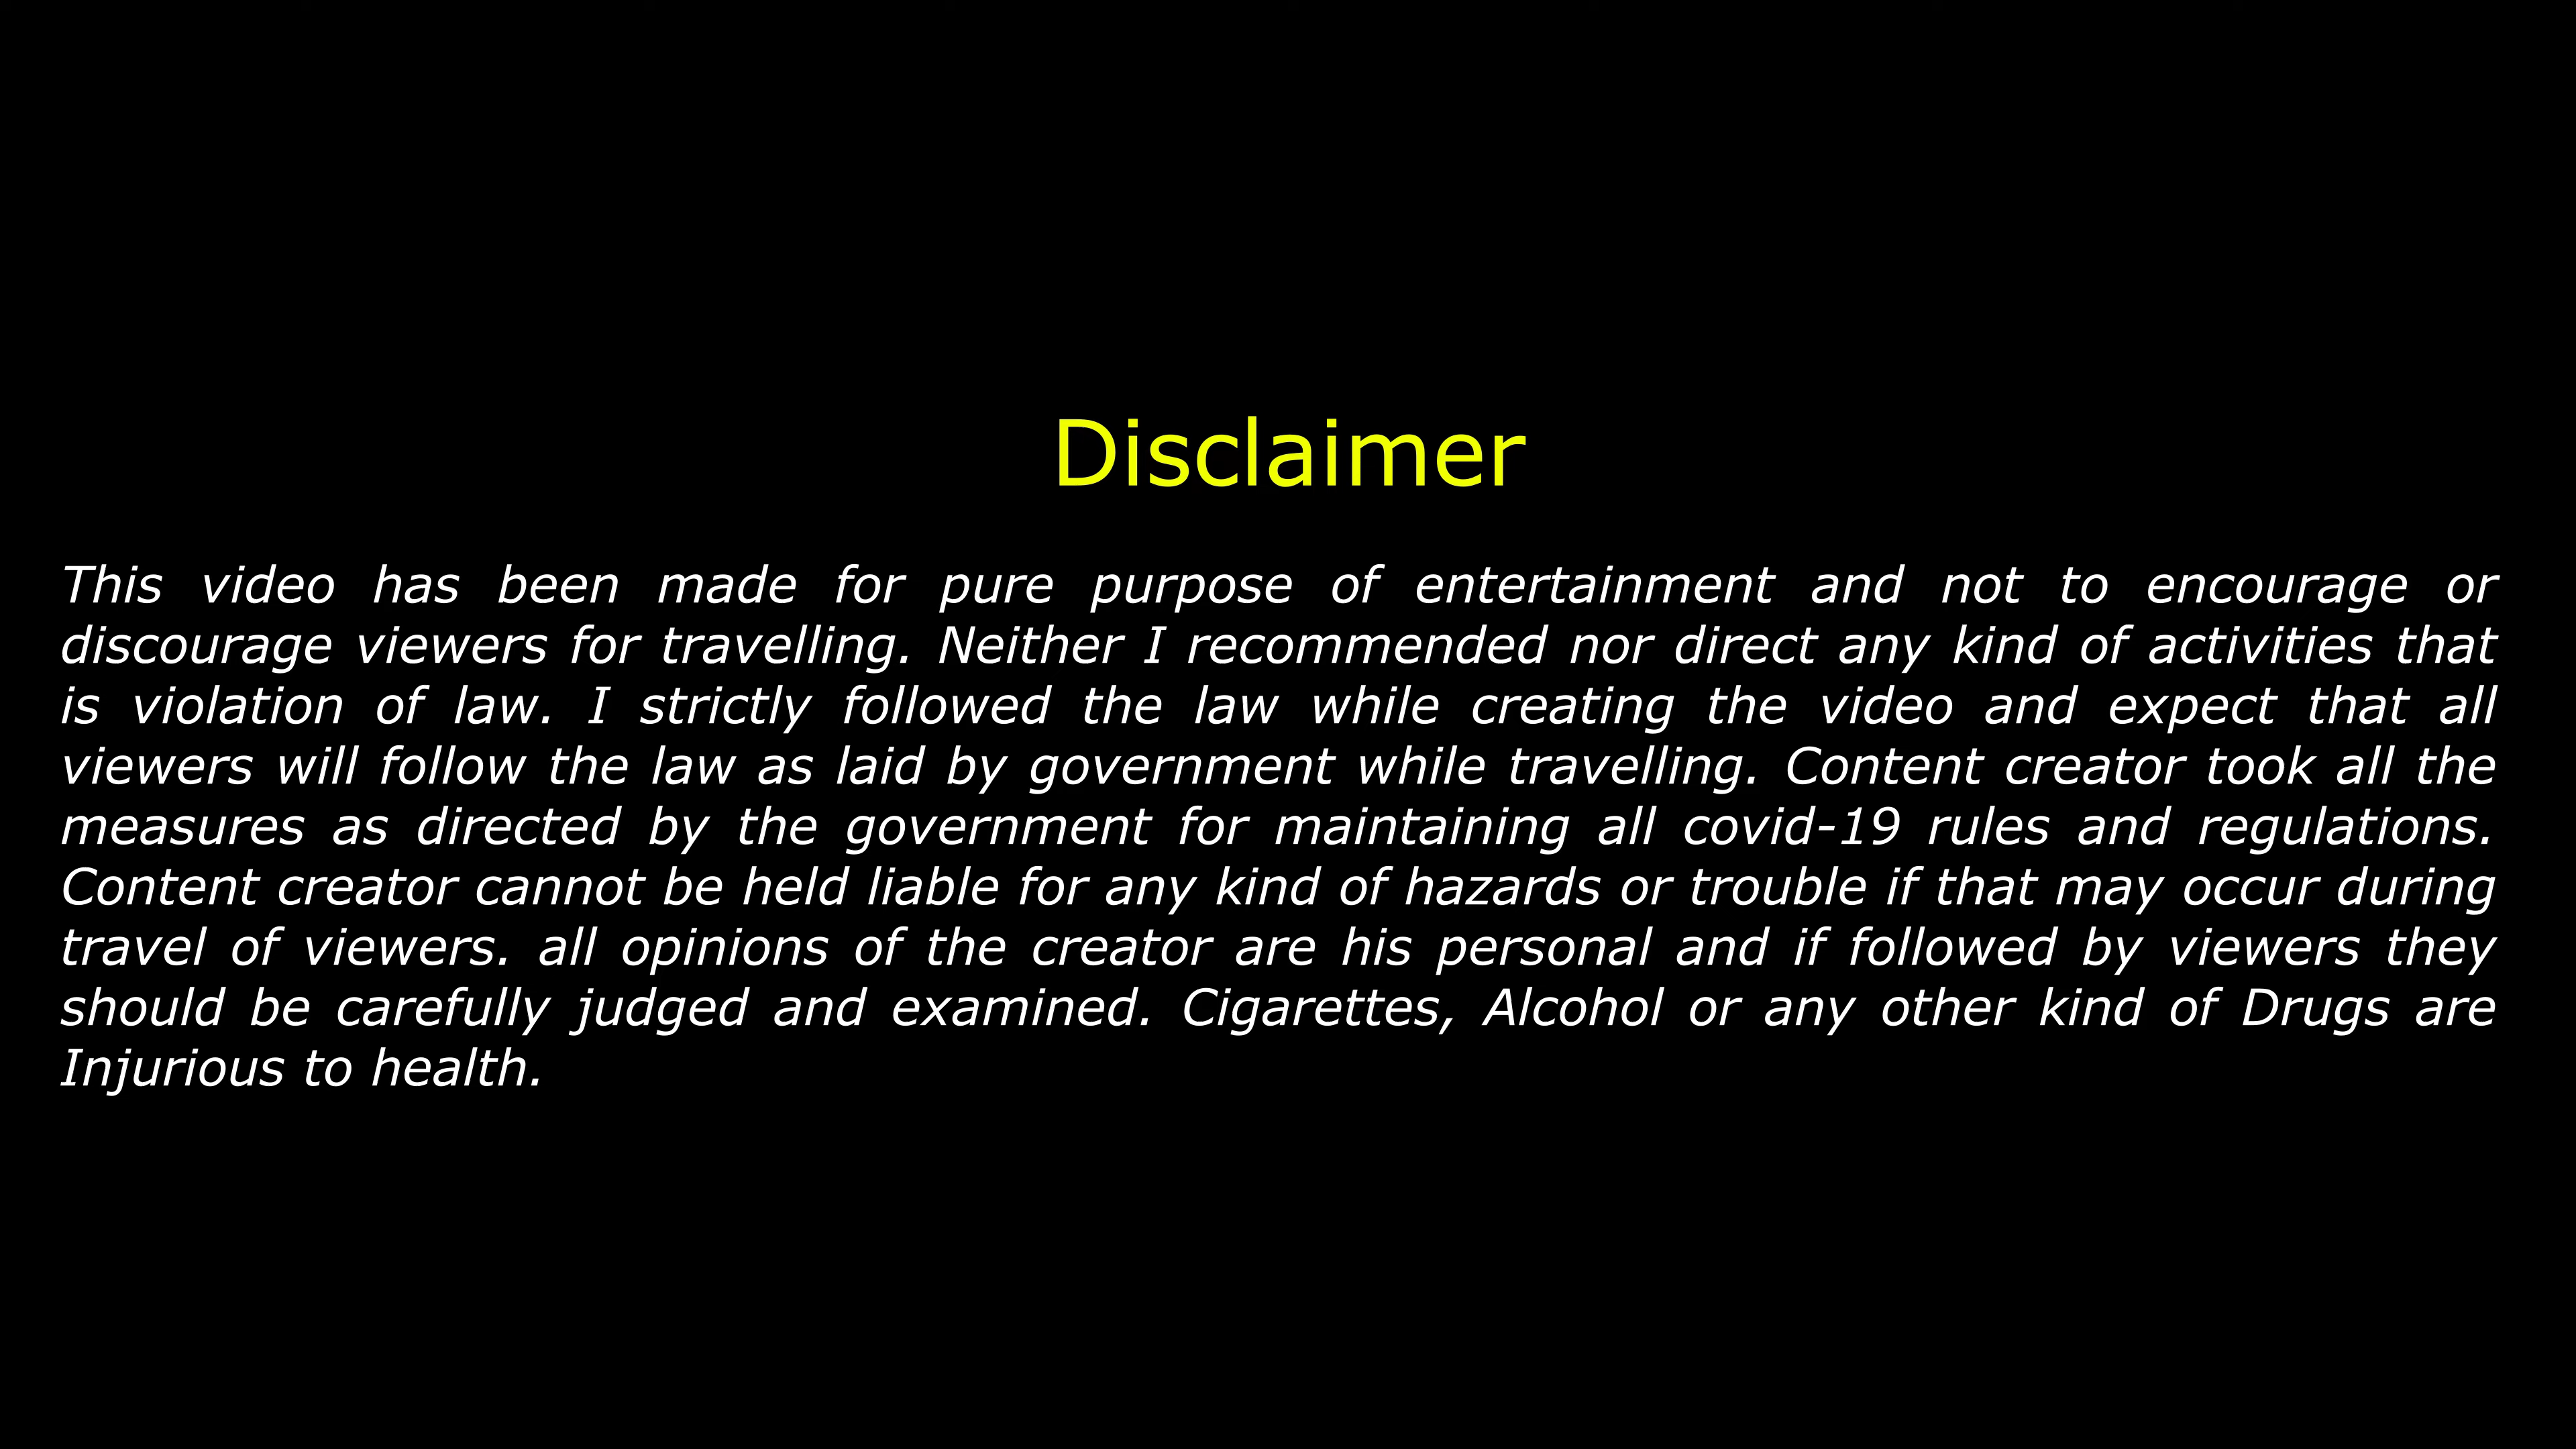 Disclaimer
This video has been made for pure purpose of entertainment and not to encourage or
discourage viewers for travelling. Neither I recommended nor direct any kind of activities that
is violation of law. I strictly followed the law while creating the video and expect that all
viewers will follow the law as laid by government while travelling. Content creator took all the
measures as directed by the government for maintaining all covid-19 rules and regulations.
Content creator cannot be held liable for any kind of hazards or trouble if that may occur during
travel of viewers. all opinions of the creator are his personal and if followed by viewers they
should be carefully judged and examined. Cigarettes, Alcohol or any other kind of Drugs are
Injurious to health.